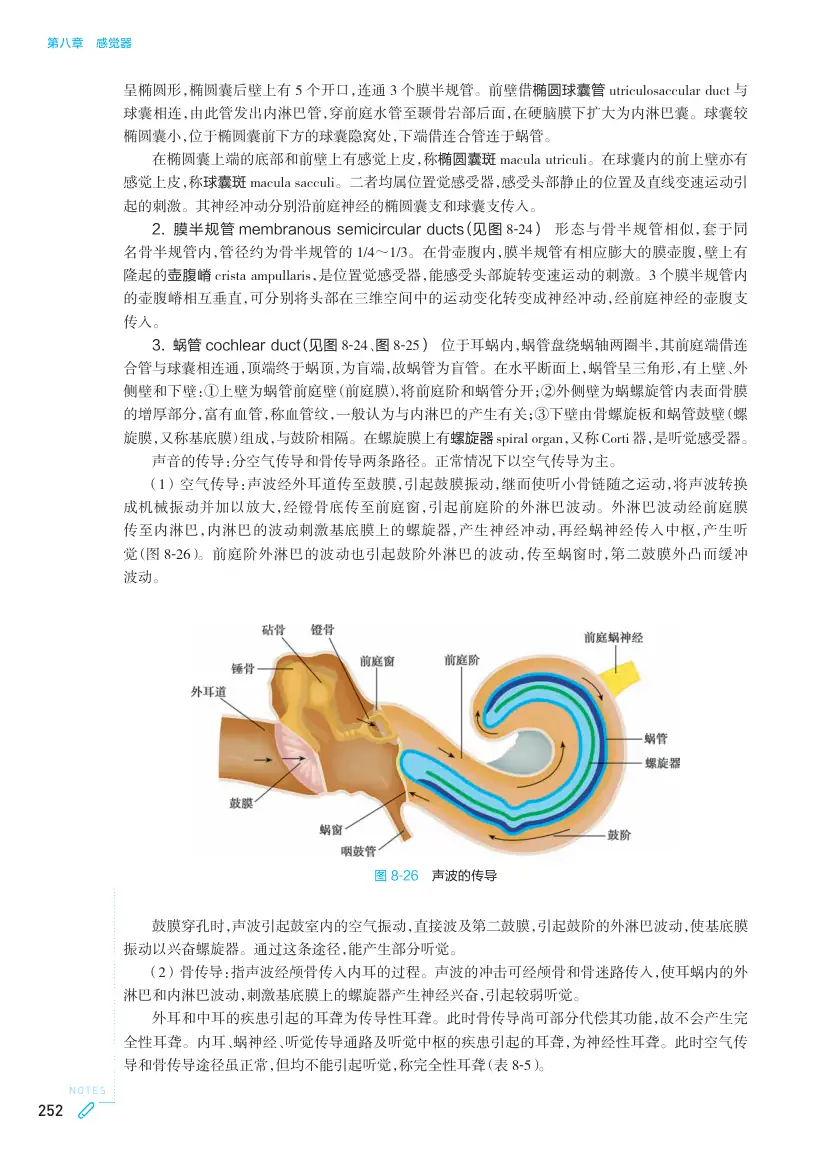 第八章 感觉器
呈椭圆形,椭圆囊后壁上有 5 个开口,连通 3 个膜半规管。前壁借椭圆球囊管 utriculosaccular duct 与
球囊相连,由此管发出内淋巴管,穿前庭水管至颞骨岩部后面,在硬脑膜下扩大为内淋巴囊。球囊较
椭圆囊小,位于椭圆囊前下方的球囊隐窝处,下端借连合管连于蜗管。
在椭圆囊上端的底部和前壁上有感觉上皮,称椭圆囊斑 macula utriculi。在球囊内的前上壁亦有
感觉上皮,称球囊斑 macula sacculi。二者均属位置觉感受器,感受头部静止的位置及直线变速运动引
起的刺激。其神经冲动分别沿前庭神经的椭圆囊支和球囊支传入。
2. 膜半规管 membranous semicircular ducts(见图 8-24) 形态与骨半规管相似,套于同
名骨半规管内,管径约为骨半规管的 1/4～1/3。在骨壶腹内,膜半规管有相应膨大的膜壶腹,壁上有
隆起的壶腹嵴 crista ampullaris,是位置觉感受器,能感受头部旋转变速运动的刺激。3 个膜半规管内
的壶腹嵴相互垂直,可分别将头部在三维空间中的运动变化转变成神经冲动,经前庭神经的壶腹支
传入。
3. 蜗管 cochlear duct(见图 8-24、图 8-25) 位于耳蜗内,蜗管盘绕蜗轴两圈半,其前庭端借连
合管与球囊相连通,顶端终于蜗顶,为盲端,故蜗管为盲管。在水平断面上,蜗管呈三角形,有上壁、外
侧壁和下壁:①上壁为蜗管前庭壁(前庭膜),将前庭阶和蜗管分开;②外侧壁为蜗螺旋管内表面骨膜
的增厚部分,富有血管,称血管纹,一般认为与内淋巴的产生有关;③下壁由骨螺旋板和蜗管鼓壁(螺
旋膜,又称基底膜)组成,与鼓阶相隔。在螺旋膜上有螺旋器 spiral organ,又称 Corti 器,是听觉感受器。
声音的传导:分空气传导和骨传导两条路径。正常情况下以空气传导为主。
(1)空气传导:声波经外耳道传至鼓膜,引起鼓膜振动,继而使听小骨链随之运动,将声波转换
成机械振动并加以放大,经镫骨底传至前庭窗,引起前庭阶的外淋巴波动。外淋巴波动经前庭膜
传至内淋巴,内淋巴的波动刺激基底膜上的螺旋器,产生神经冲动,再经蜗神经传入中枢,产生听
觉(图 8-26)。前庭阶外淋巴的波动也引起鼓阶外淋巴的波动,传至蜗窗时,第二鼓膜外凸而缓冲
波动。
砧骨 镫骨
前庭蜗神经
前庭窗 前庭阶
锤骨
外耳道
蜗管
螺旋器
鼓膜
蜗窗
鼓阶
咽鼓管
图 8-26 声波的传导
鼓膜穿孔时,声波引起鼓室内的空气振动,直接波及第二鼓膜,引起鼓阶的外淋巴波动,使基底膜
振动以兴奋螺旋器。通过这条途径,能产生部分听觉。
(2)骨传导:指声波经颅骨传入内耳的过程。声波的冲击可经颅骨和骨迷路传入,使耳蜗内的外
淋巴和内淋巴波动,刺激基底膜上的螺旋器产生神经兴奋,引起较弱听觉。
外耳和中耳的疾患引起的耳聋为传导性耳聋。此时骨传导尚可部分代偿其功能,故不会产生完
全性耳聋。内耳、蜗神经、听觉传导通路及听觉中枢的疾患引起的耳聋,为神经性耳聋。此时空气传
导和骨传导途径虽正常,但均不能引起听觉,称完全性耳聋(表 8-5)。
NOTES
252